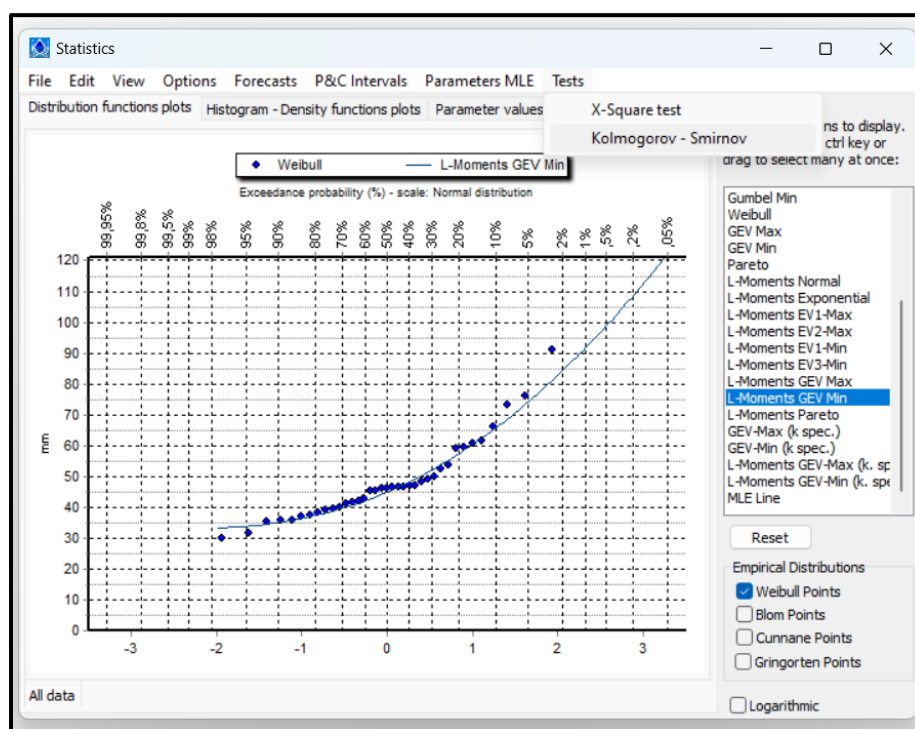 Statistics
File Edit View Options Forecasts P&C Intervals Parameters MLE Tests
Distribution functions plots Histogram - Density functions plots Parameter values
X-Square test
Kolmogorov - Smirnov
ns to display.
ctrl key or
drag to select many at once:
Weibull L-Moments GEV Min
Exceedance probability (%) - scale: Normal distribution
99,95% 99,8% 99,5% 99% 98% 95% 90% 80% 70% 60% 50% 40% 30% 20% 10% 5% 2% 1% ,5% ,2% ,05%
120
110
100
90
80
70
60
50
40
30
20
10
0
mm
-3 -2 -1 0 1 2 3
All data
Gumbel Min
Weibull
GEV Max
GEV Min
Pareto
L-Moments Normal
L-Moments Exponential
L-Moments EV1-Max
L-Moments EV2-Max
L-Moments EV1-Min
L-Moments EV3-Min
L-Moments GEV Max
L-Moments GEV Min
L-Moments Pareto
GEV-Max (k spec.)
GEV-Min (k spec.)
L-Moments GEV-Max (k. sp
L-Moments GEV-Min (k. spe
MLE Line
Reset
Empirical Distributions
Weibull Points
Blom Points
Cunnane Points
Gringorten Points
Logarithmic